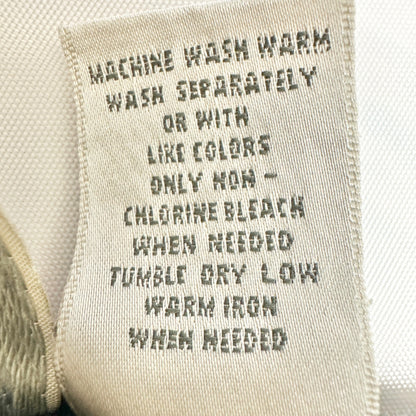 MACHINE WASH WARM
WASH SEPARATELY
OR WITH
LIKE COLORS
ONLY NON -
CHLORINE BLEACH
WHEN NEEDED
TUMBLE DRY LOW
WARM IRON
WHEN NEEDED